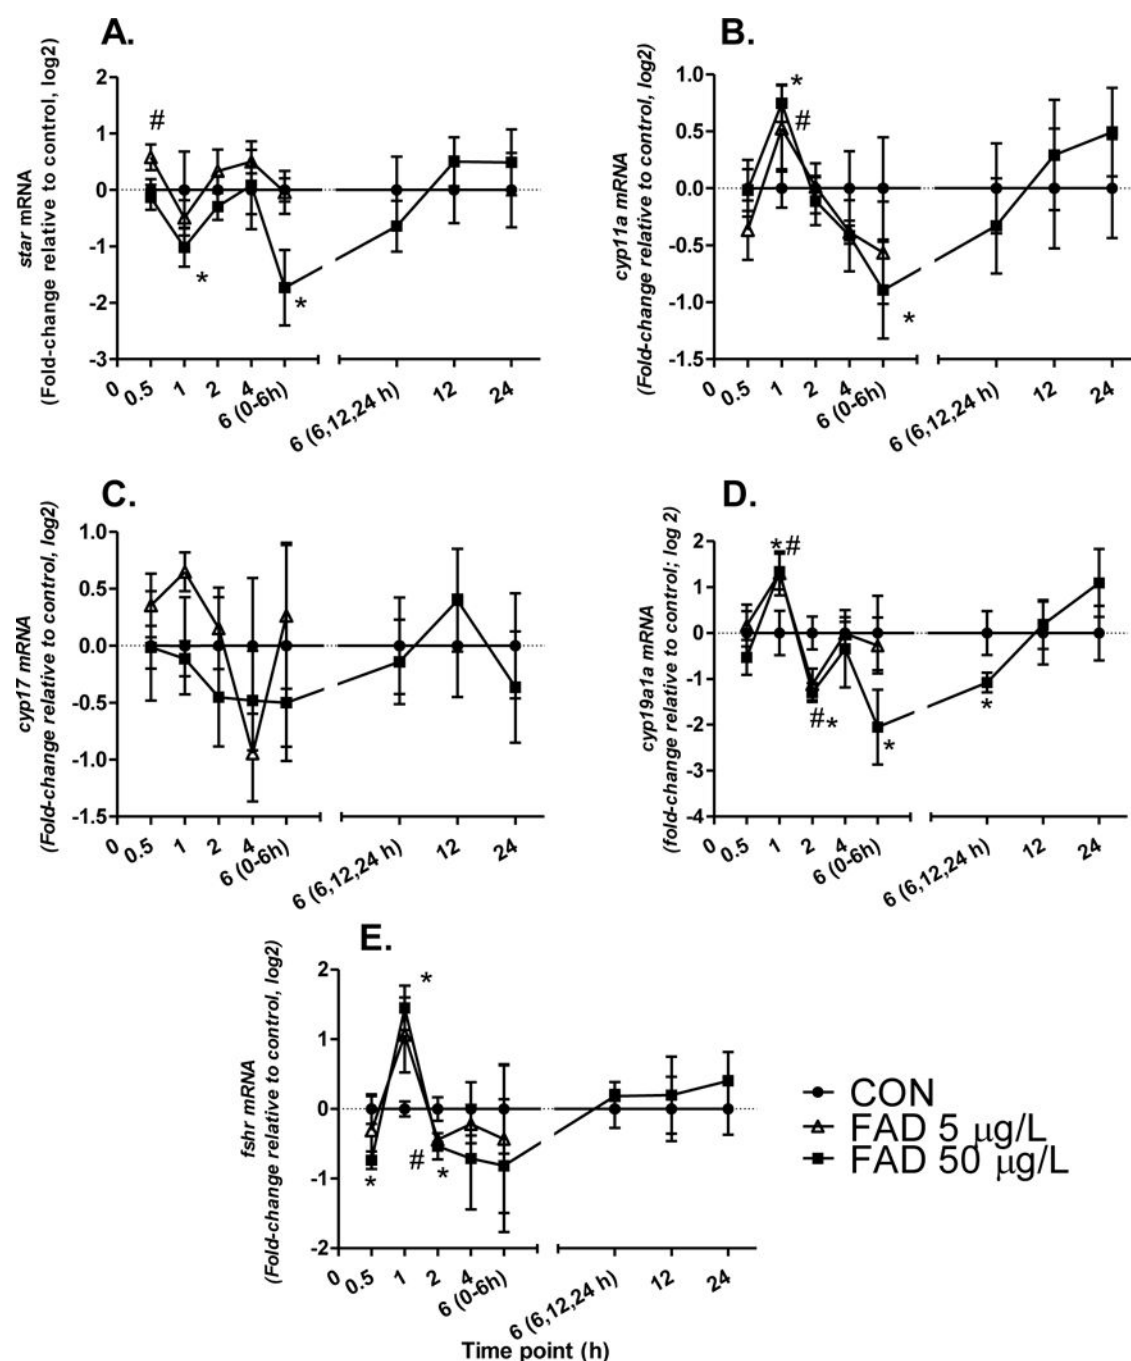 A.
star mRNA
(Fold-change relative to control, log2)
2
1
0
-1
-2
-3
#
*
*
0
0.5
1
2
4
6 (0-6h)
6 (6,12,24 h)
12
24
B.
cyp11a mRNA
(Fold-change relative to control, log2)
1.0
0.5
0.0
-0.5
-1.0
-1.5
*
#
*
0
0.5
1
2
4
6 (0-6h)
6 (6,12,24 h)
12
24
C.
cyp17 mRNA
(Fold-change relative to control, log2)
1.0
0.5
0.0
-0.5
-1.0
-1.5
0
0.5
1
2
4
6 (0-6h)
6 (6,12,24 h)
12
24
D.
cyp19a1a mRNA
(fold-change relative to control; log 2)
2
1
0
-1
-2
-3
-4
*#
#*
*
*
0
0.5
1
2
4
6 (0-6h)
6 (6,12,24 h)
12
24
E.
fshr mRNA
(Fold-change relative to control, log2)
2
1
0
-1
-2
*
*
#
*
0
0.5
1
2
4
6 (0-6h)
6 (6,12,24 h)
12
24
Time point (h)
CON
FAD 5 µg/L
FAD 50 µg/L